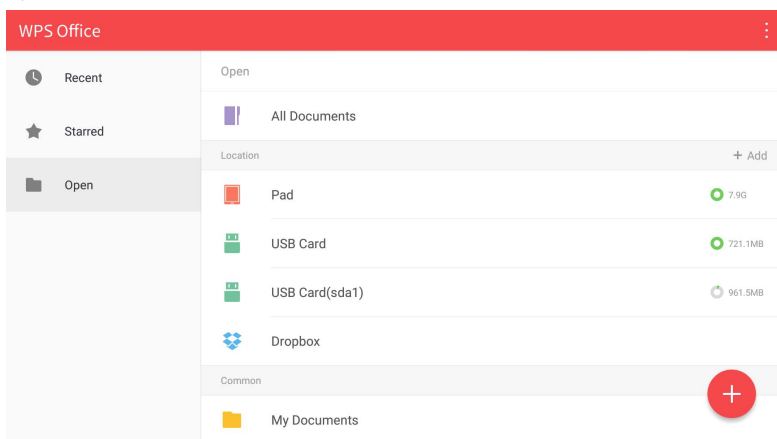 WPS Office
Recent
Starred
Open
Open
All Documents
Location + Add
Pad 7.9G
USB Card 721.1MB
USB Card(sda1) 961.5MB
Dropbox
Common
My Documents